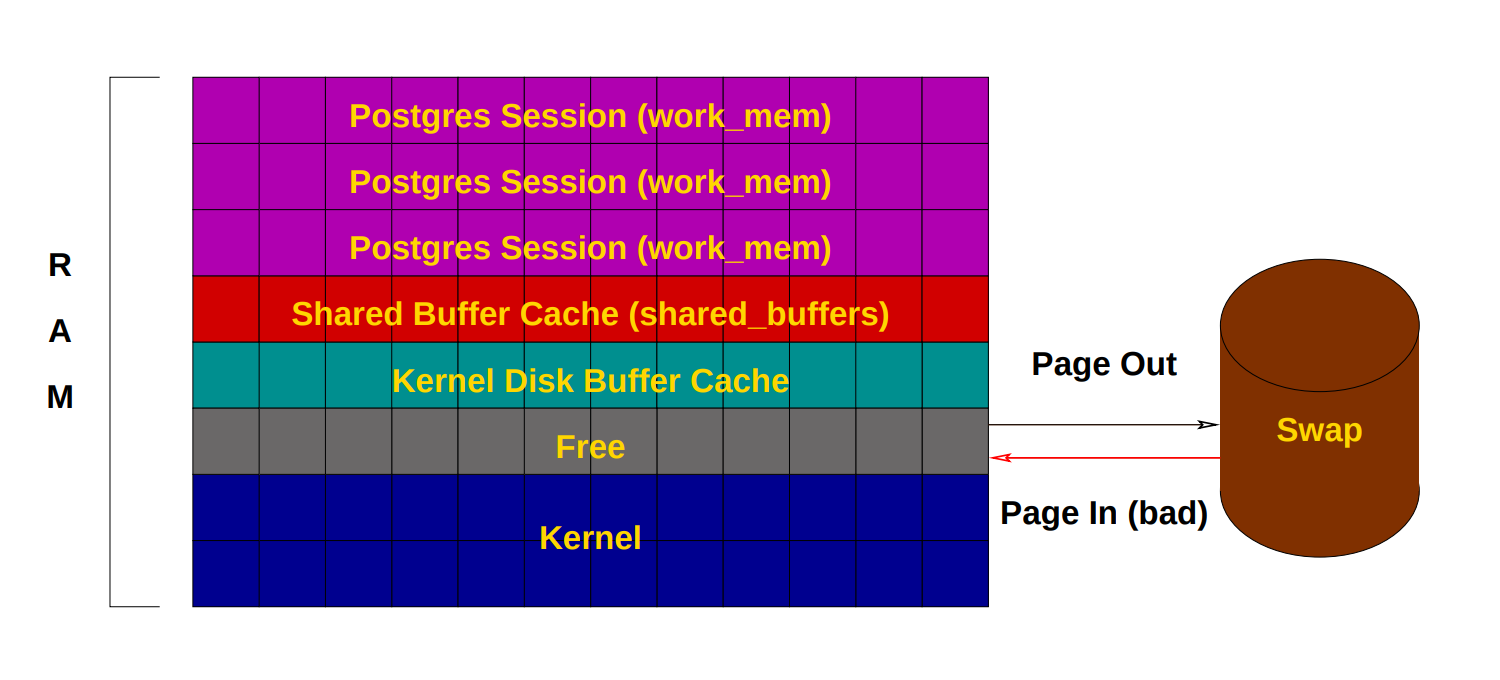 R
A
M
Postgres Session (work_mem)
Postgres Session (work_mem)
Postgres Session (work_mem)
Shared Buffer Cache (shared_buffers)
Kernel Disk Buffer Cache
Free
Kernel
Page Out
Swap
Page In (bad)